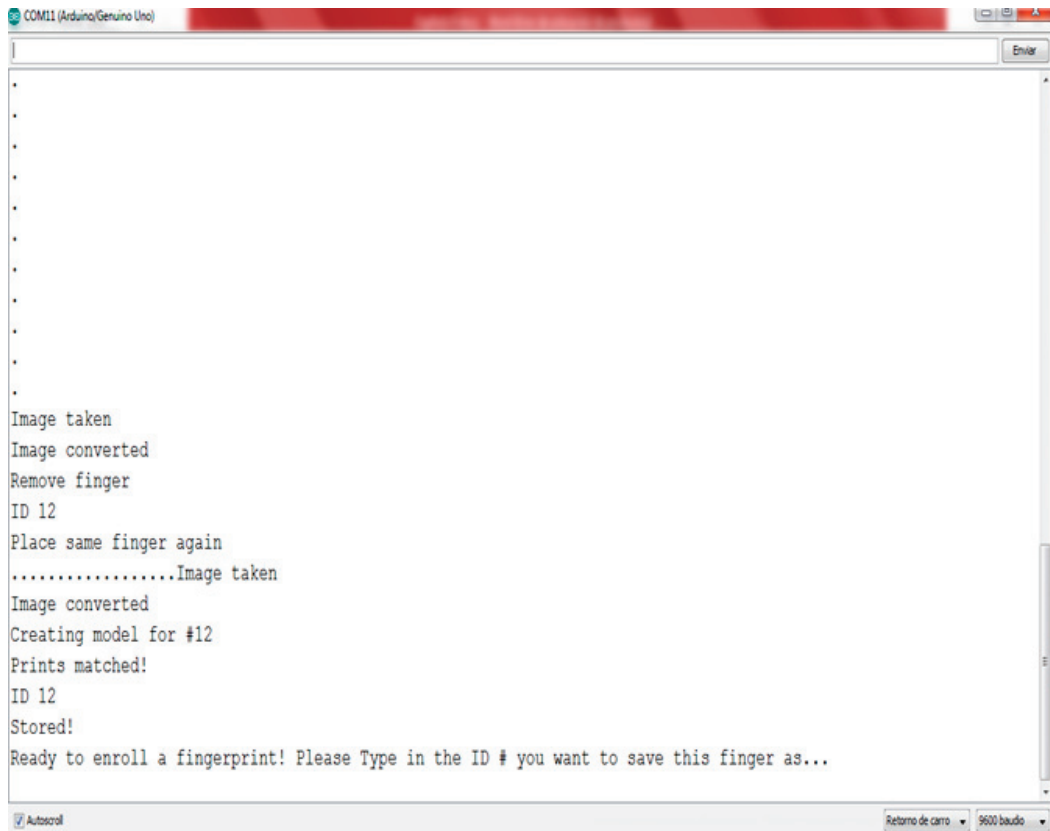 COM11 (Arduino/Genuino Uno)
Enviar
.
.
.
.
.
.
.
.
.
.
.
Image taken
Image converted
Remove finger
ID 12
Place same finger again
..................Image taken
Image converted
Creating model for #12
Prints matched!
ID 12
Stored!
Ready to enroll a fingerprint! Please Type in the ID # you want to save this finger as...
Autoscroll
Retorno de carro
9600 baudio